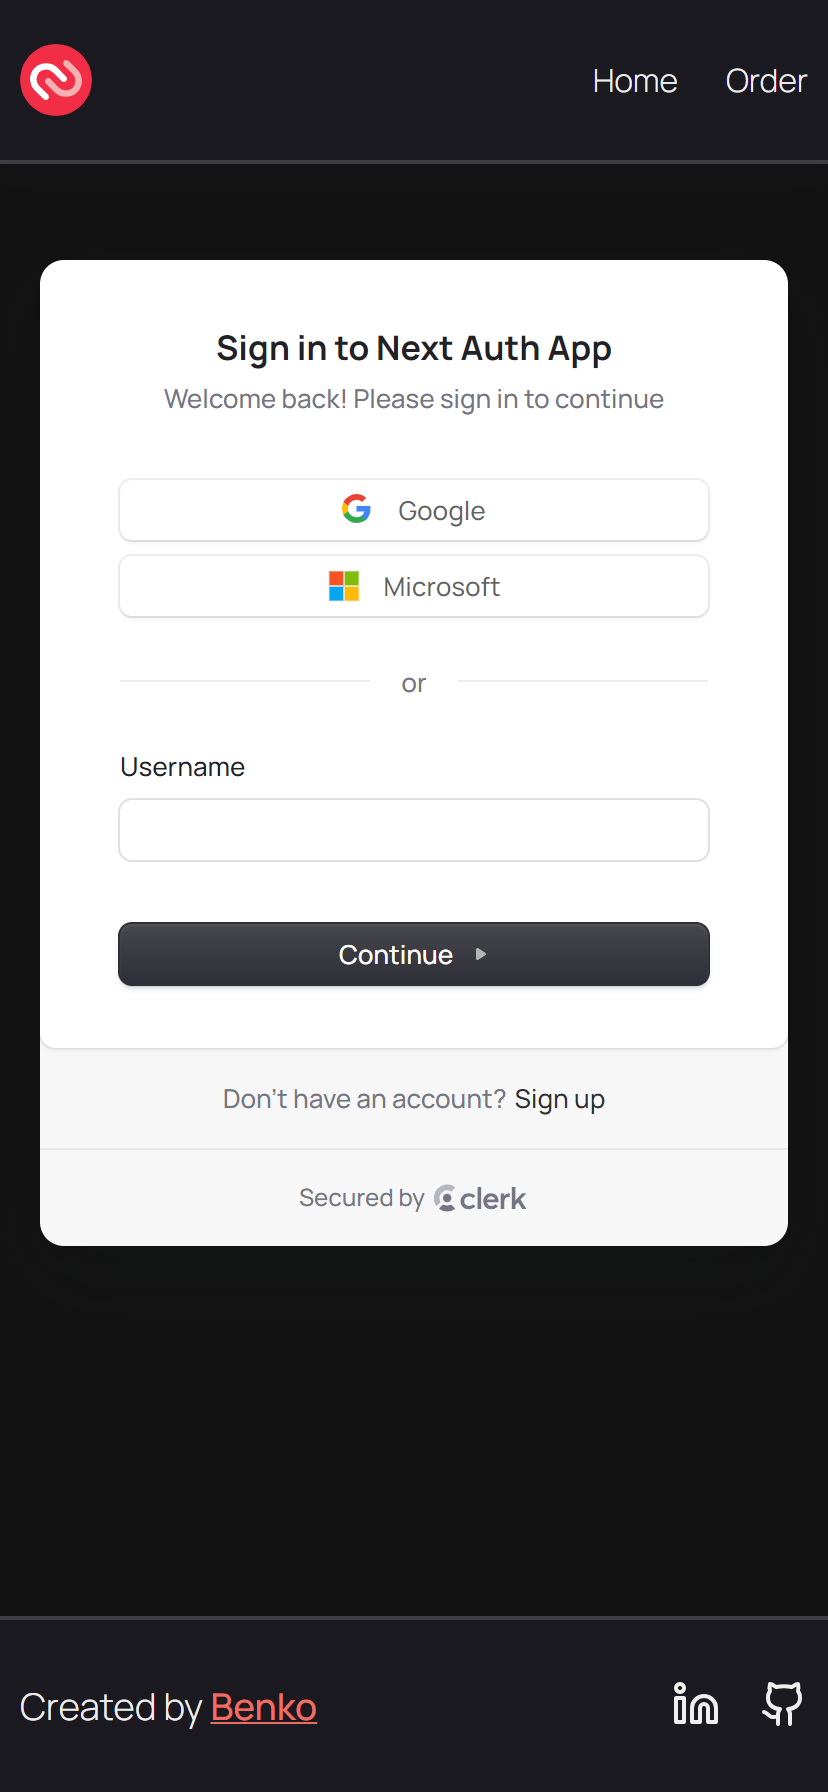 Home Order
Sign in to Next Auth App
Welcome back! Please sign in to continue
Google
Microsoft
or
Username
Continue
Don’t have an account? Sign up
Secured by clerk
Created by Benko